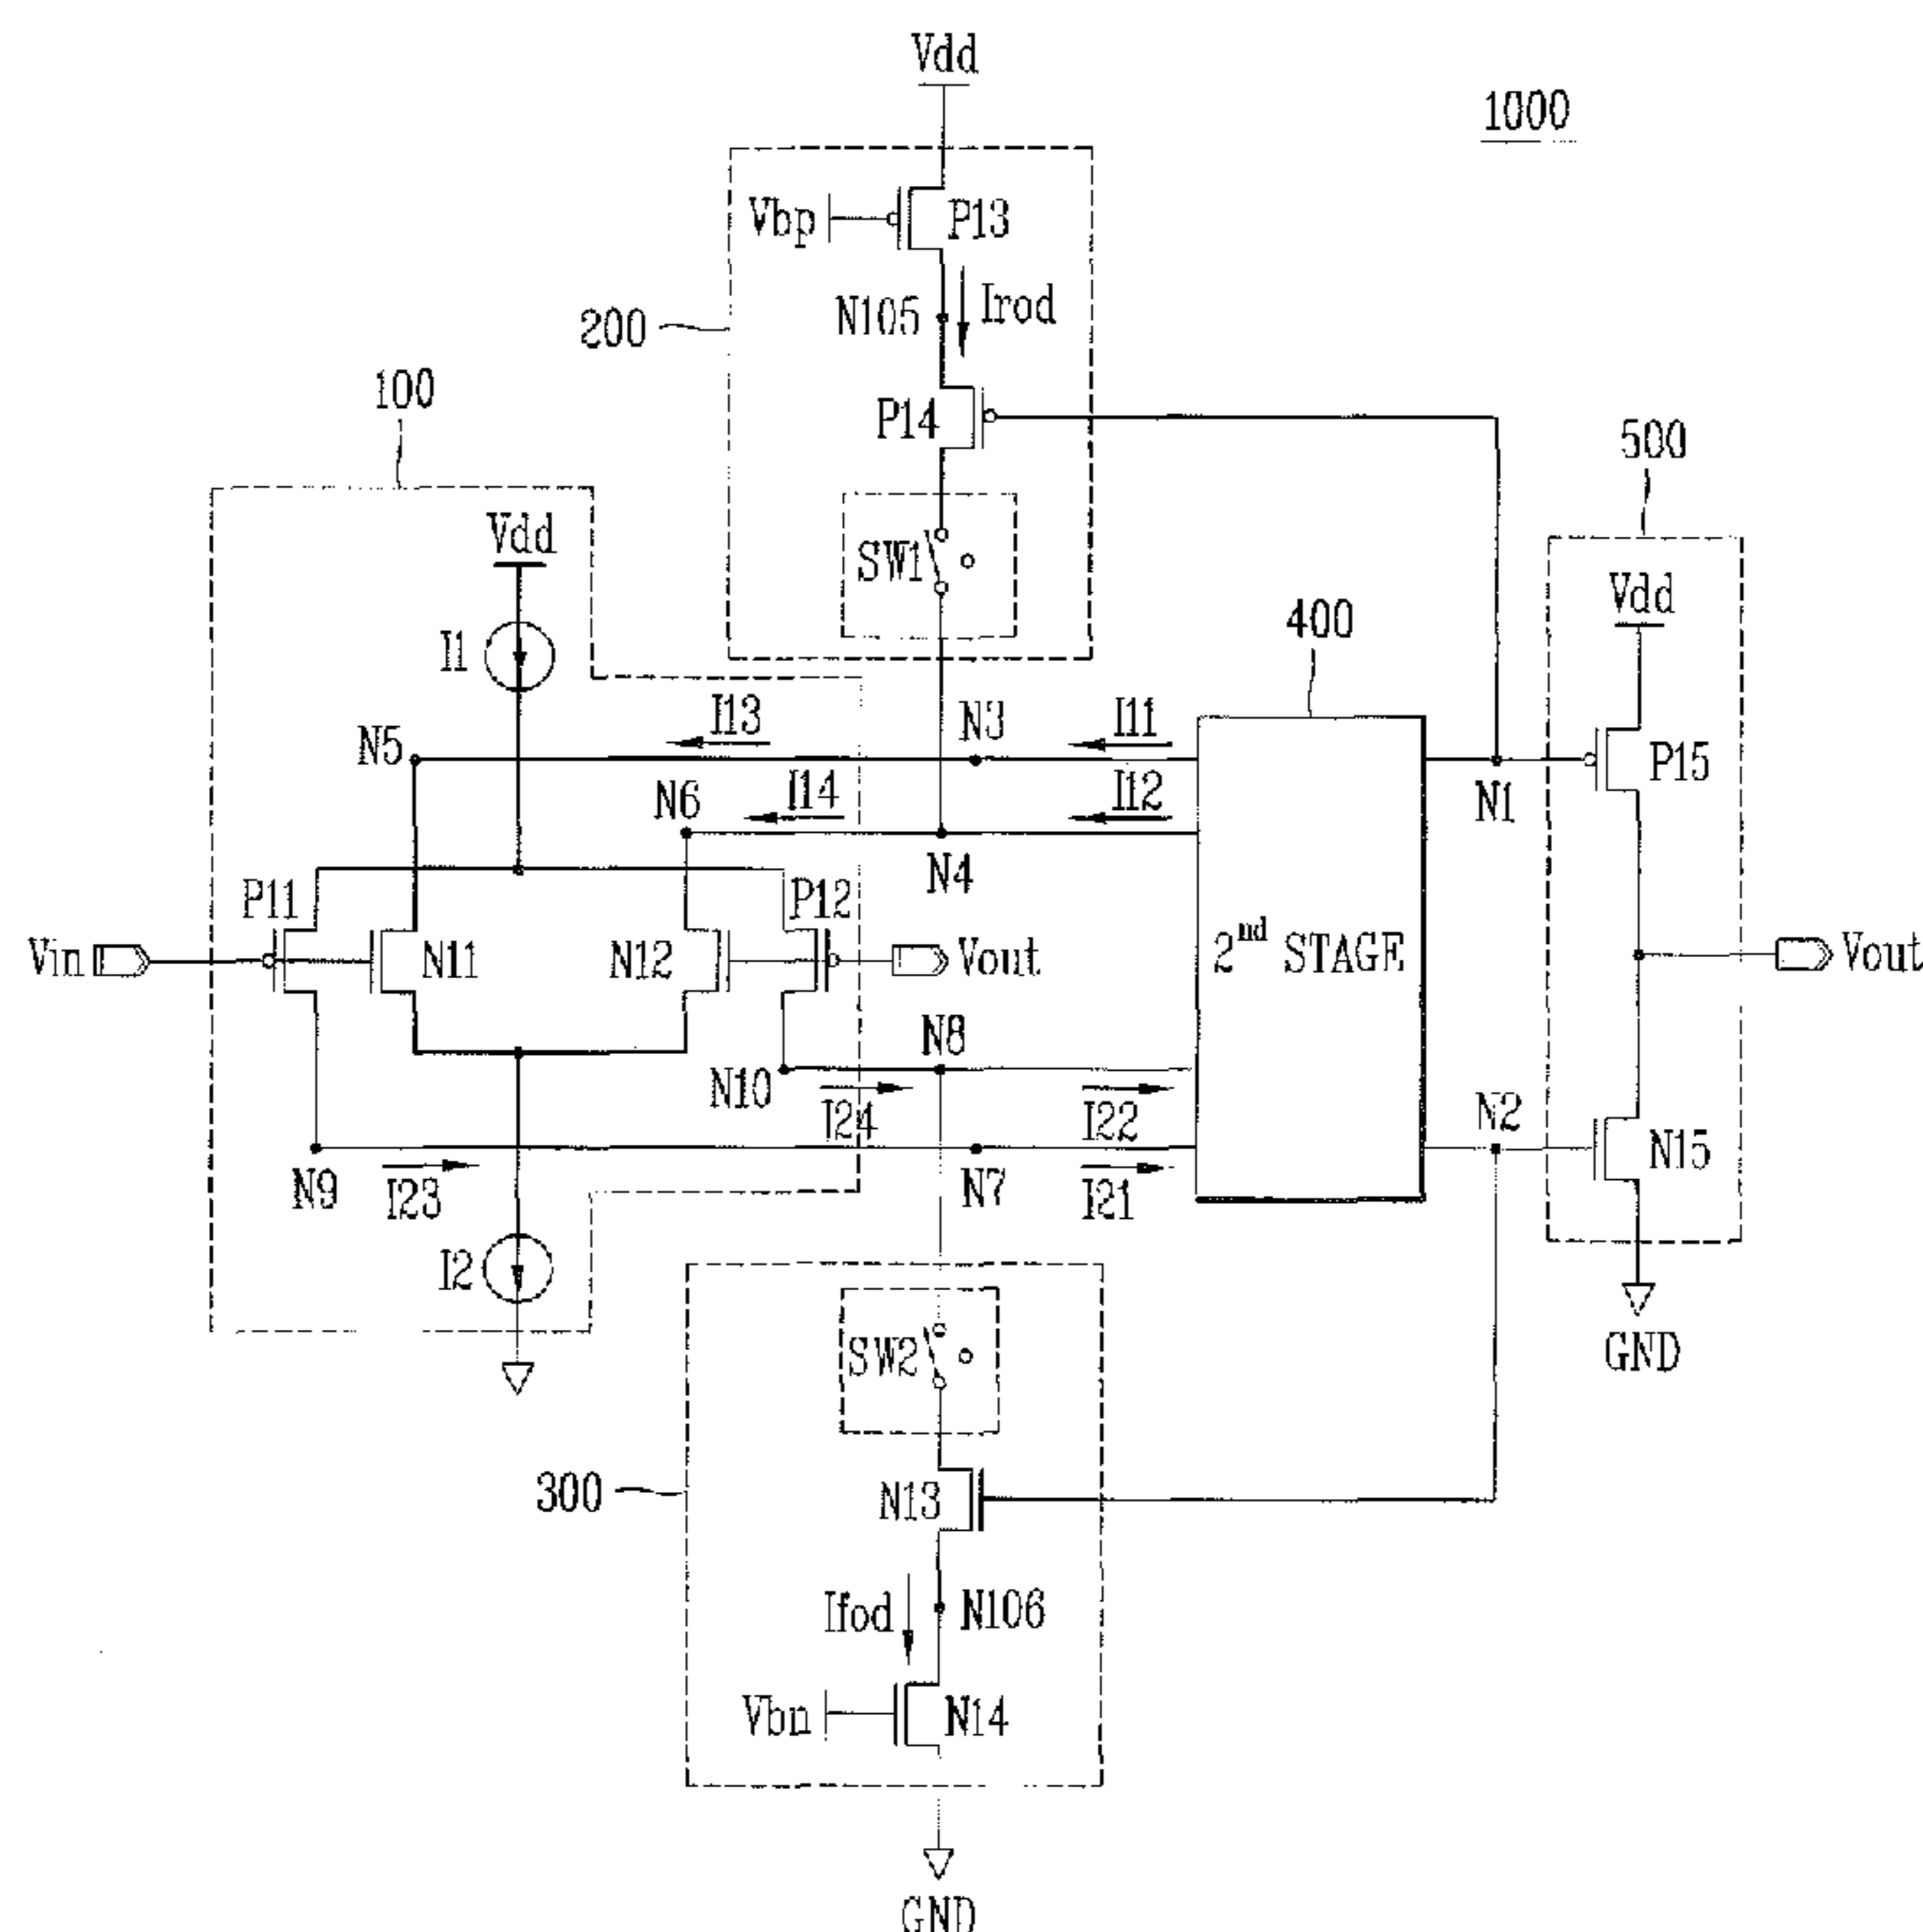 Vdd
1000
Vbp
P13
N105
Irod
200
P14
100
500
Vdd
SW1
Vdd
400
I1
I13
N3
I11
N5
P15
N6
I14
I12
N1
N4
P11
P12
Vin
N11
N12
Vout
2nd STAGE
Vout
N8
N10
I24
I22
N2
N15
N9
I23
N7
I21
I2
SW2
GND
300
N13
Ifod
N106
Vbn
N14
GND